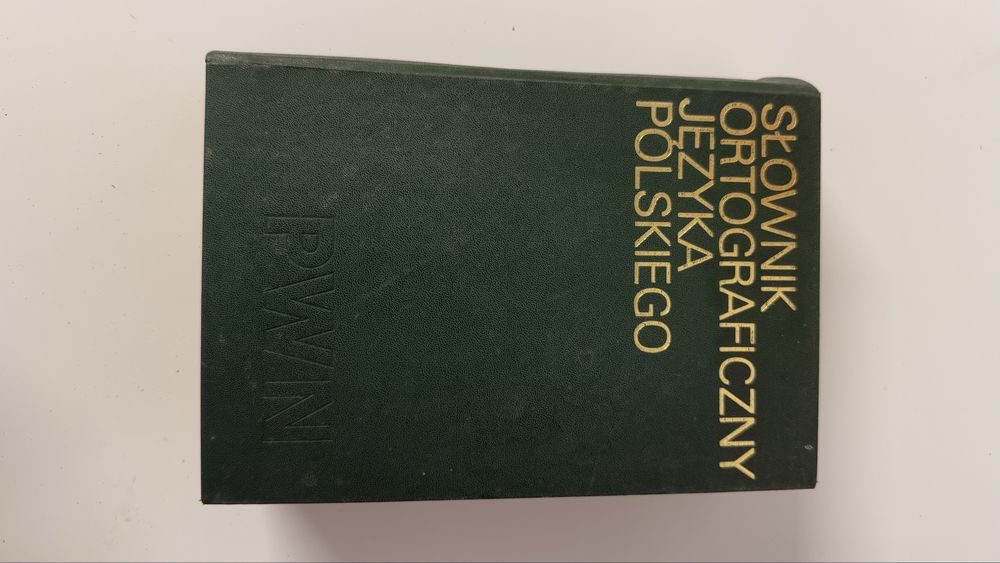 SŁOWNIK
ORTOGRAFICZNY
JĘZYKA
POLSKIEGO
PWN